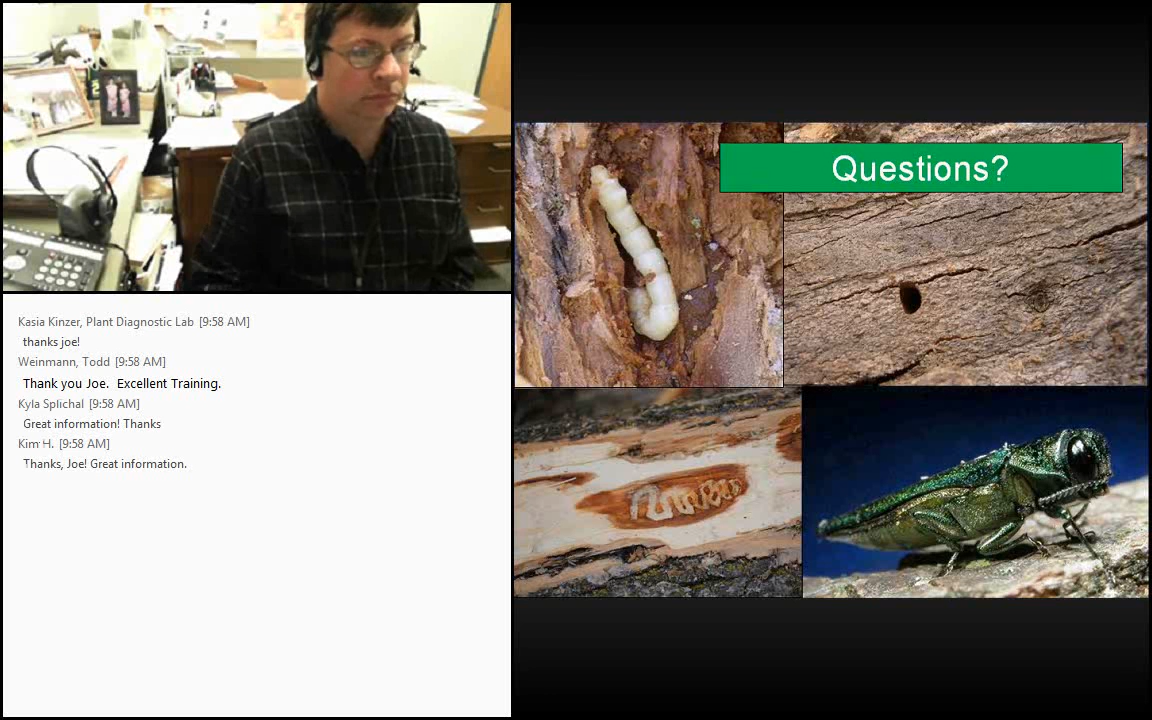 Kasia Kinzer, Plant Diagnostic Lab [9:58 AM]
thanks joe!
Weinmann, Todd [9:58 AM]
Thank you Joe. Excellent Training.
Kyla Splichal [9:58 AM]
Great information! Thanks
Kim H. [9:58 AM]
Thanks, Joe! Great information.
Questions?